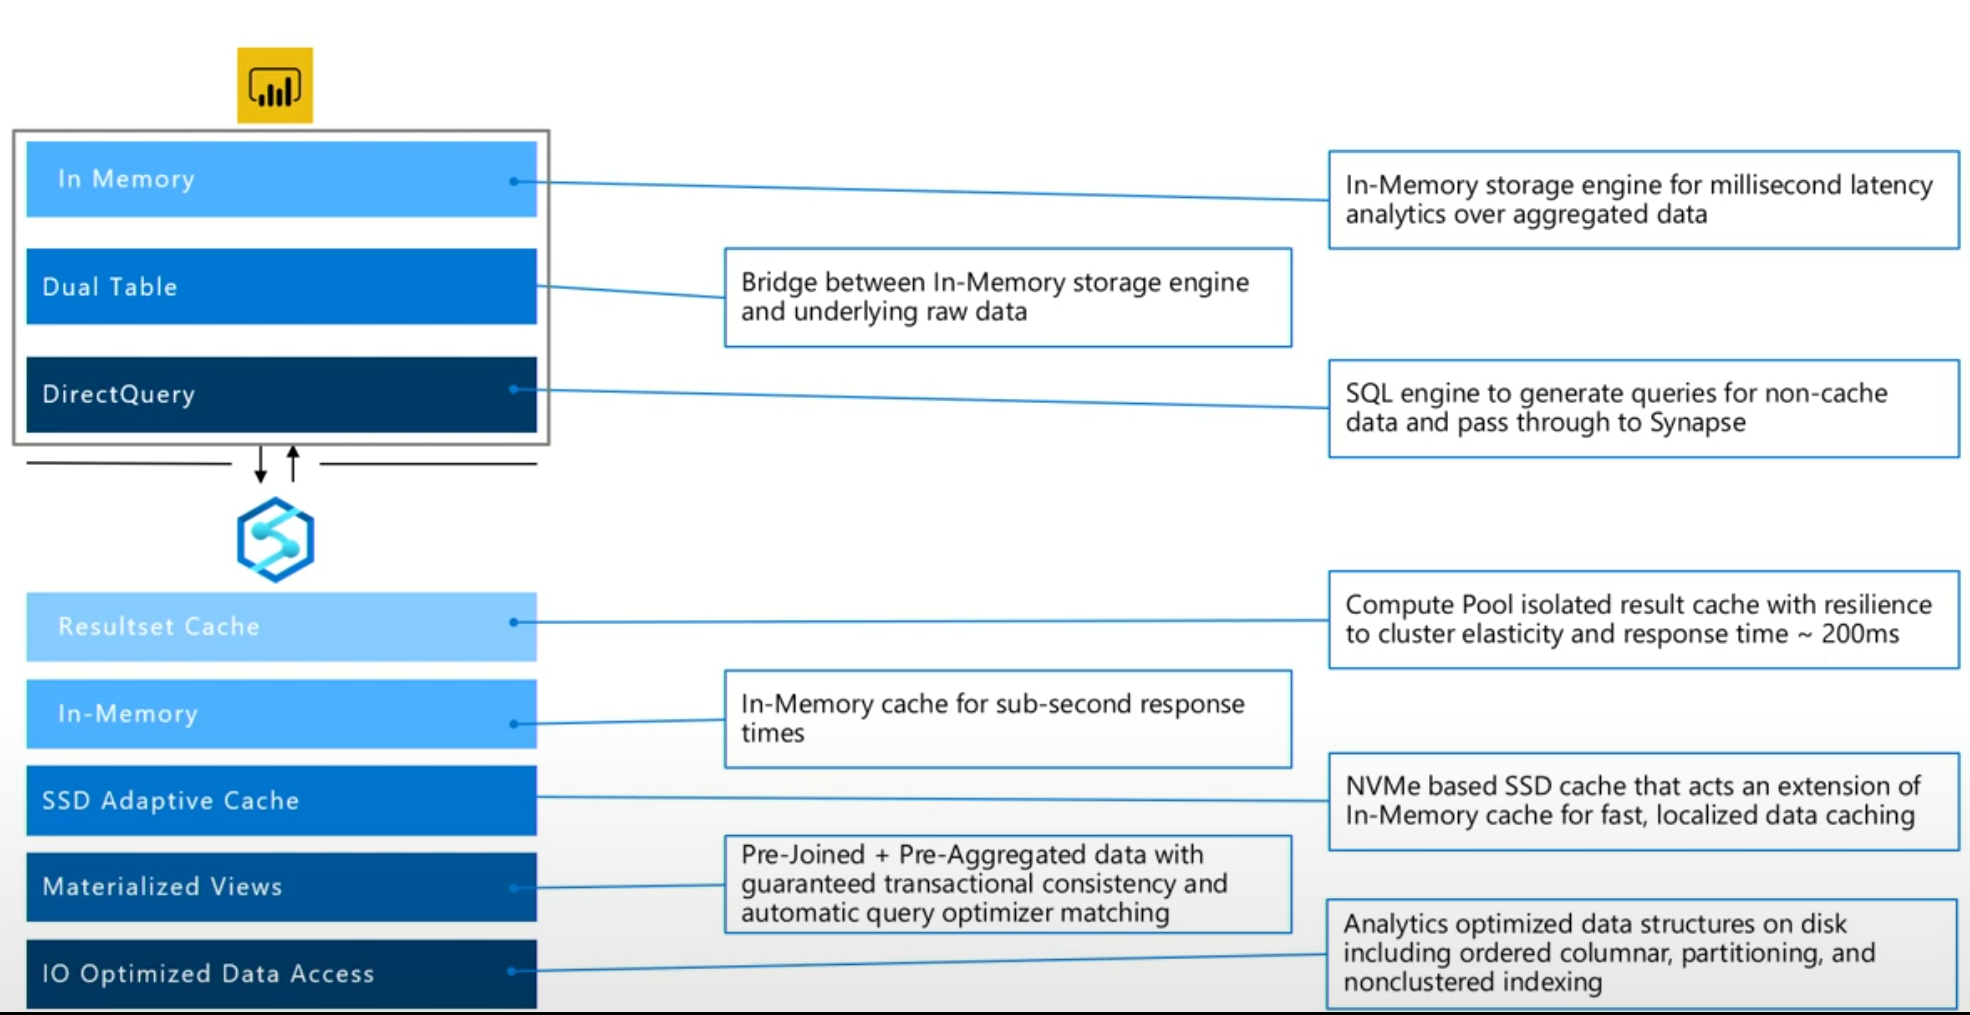 In Memory
In-Memory storage engine for millisecond latency
analytics over aggregated data
Dual Table
Bridge between In-Memory storage engine
and underlying raw data
DirectQuery
SQL engine to generate queries for non-cache
data and pass through to Synapse
Resultset Cache
Compute Pool isolated result cache with resilience
to cluster elasticity and response time ~ 200ms
In-Memory
In-Memory cache for sub-second response
times
SSD Adaptive Cache
NVMe based SSD cache that acts an extension of
In-Memory cache for fast, localized data caching
Materialized Views
Pre-Joined + Pre-Aggregated data with
guaranteed transactional consistency and
automatic query optimizer matching
IO Optimized Data Access
Analytics optimized data structures on disk
including ordered columnar, partitioning, and
nonclustered indexing